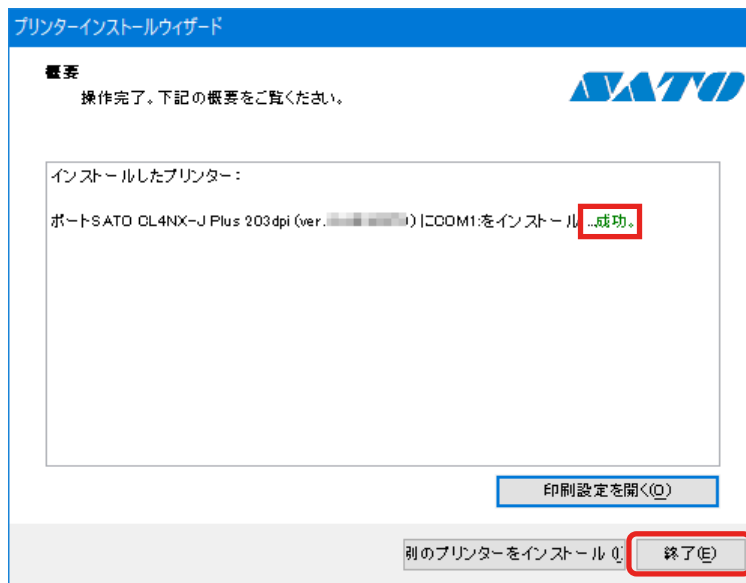 プリンターインストールウィザード
概要
操作完了。下記の概要をご覧ください。
SATO
インストールしたプリンター：
ポートSATO CL4NX-J Plus 203dpi (ver. ) にCOM1:をインストール ...成功。
印刷設定を開く(O)
別のプリンターをインストール (I)
終了(E)